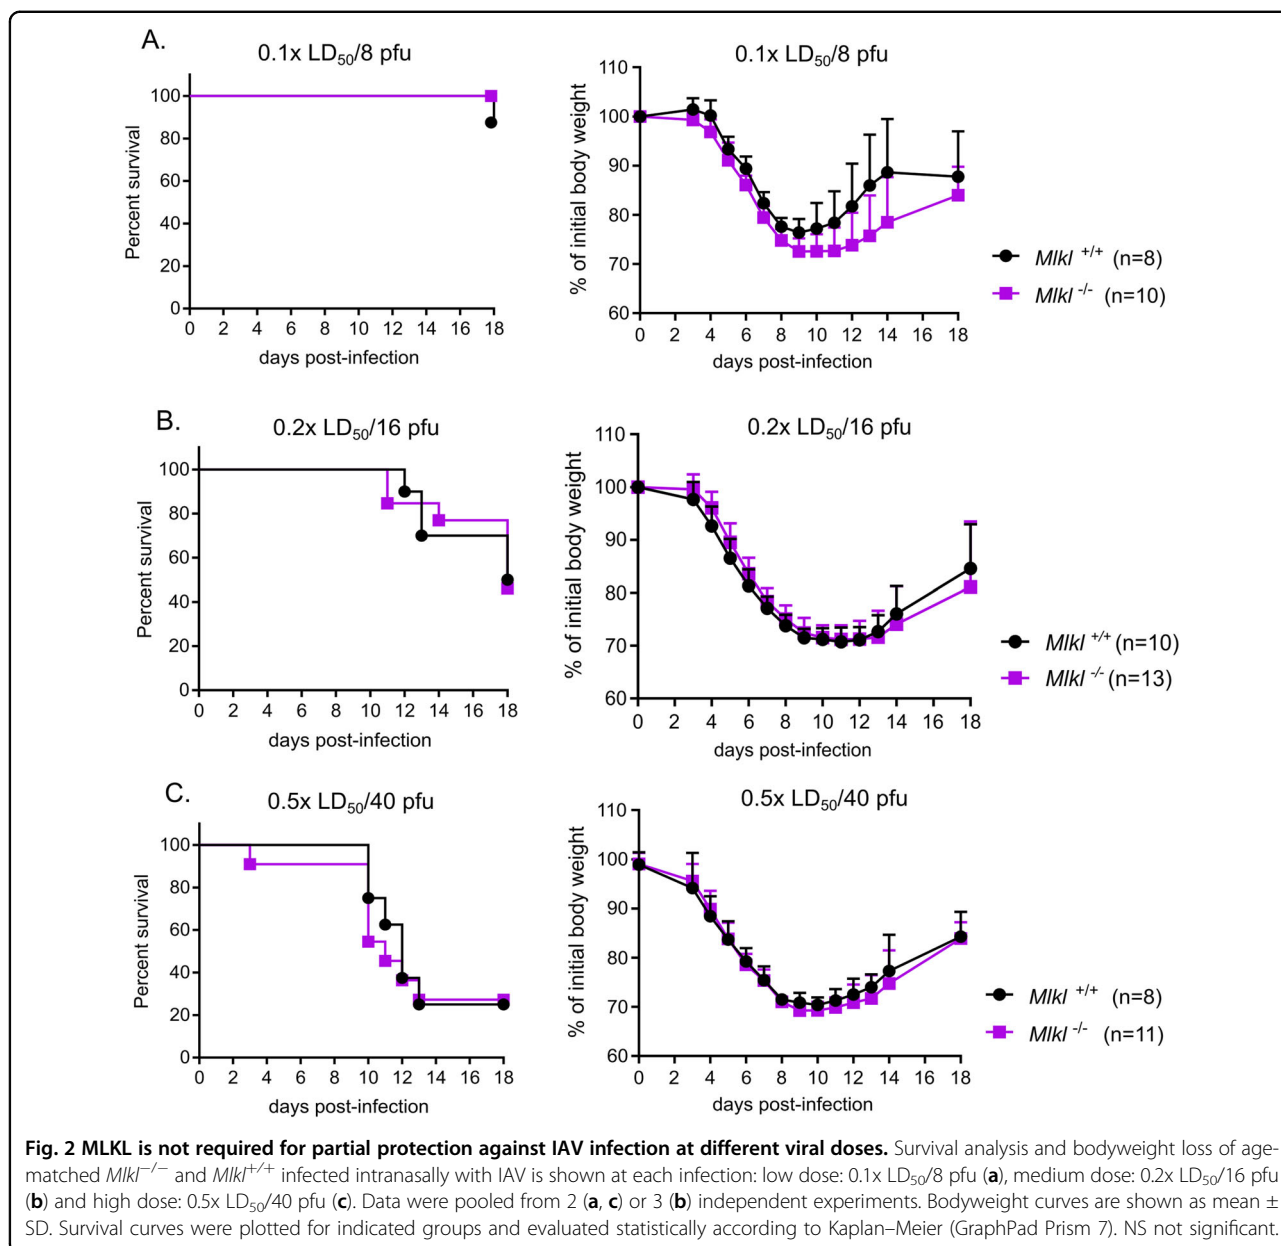 A.
0.1x LD50/8 pfu
Percent survival
100
80
60
40
20
0
0 2 4 6 8 10 12 14 16 18
days post-infection
0.1x LD50/8 pfu
% of initial body weight
110
100
90
80
70
60
0 2 4 6 8 10 12 14 16 18
days post-infection
Mlkl +/+ (n=8)
Mlkl -/- (n=10)
B.
0.2x LD50/16 pfu
Percent survival
100
80
60
40
20
0
0 2 4 6 8 10 12 14 16 18
days post-infection
0.2x LD50/16 pfu
% of initial body weight
110
100
90
80
70
60
0 2 4 6 8 10 12 14 16 18
days post-infection
Mlkl +/+ (n=10)
Mlkl -/- (n=13)
C.
0.5x LD50/40 pfu
Percent survival
100
80
60
40
20
0
0 2 4 6 8 10 12 14 16 18
days post-infection
0.5x LD50/40 pfu
% of initial body weight
110
100
90
80
70
60
0 2 4 6 8 10 12 14 16 18
days post-infection
Mlkl +/+ (n=8)
Mlkl -/- (n=11)
Fig. 2 MLKL is not required for partial protection against IAV infection at different viral doses. Survival analysis and bodyweight loss of age-
matched Mlkl−/− and Mlkl+/+ infected intranasally with IAV is shown at each infection: low dose: 0.1x LD50/8 pfu (a), medium dose: 0.2x LD50/16 pfu
(b) and high dose: 0.5x LD50/40 pfu (c). Data were pooled from 2 (a, c) or 3 (b) independent experiments. Bodyweight curves are shown as mean ±
SD. Survival curves were plotted for indicated groups and evaluated statistically according to Kaplan–Meier (GraphPad Prism 7). NS not significant.